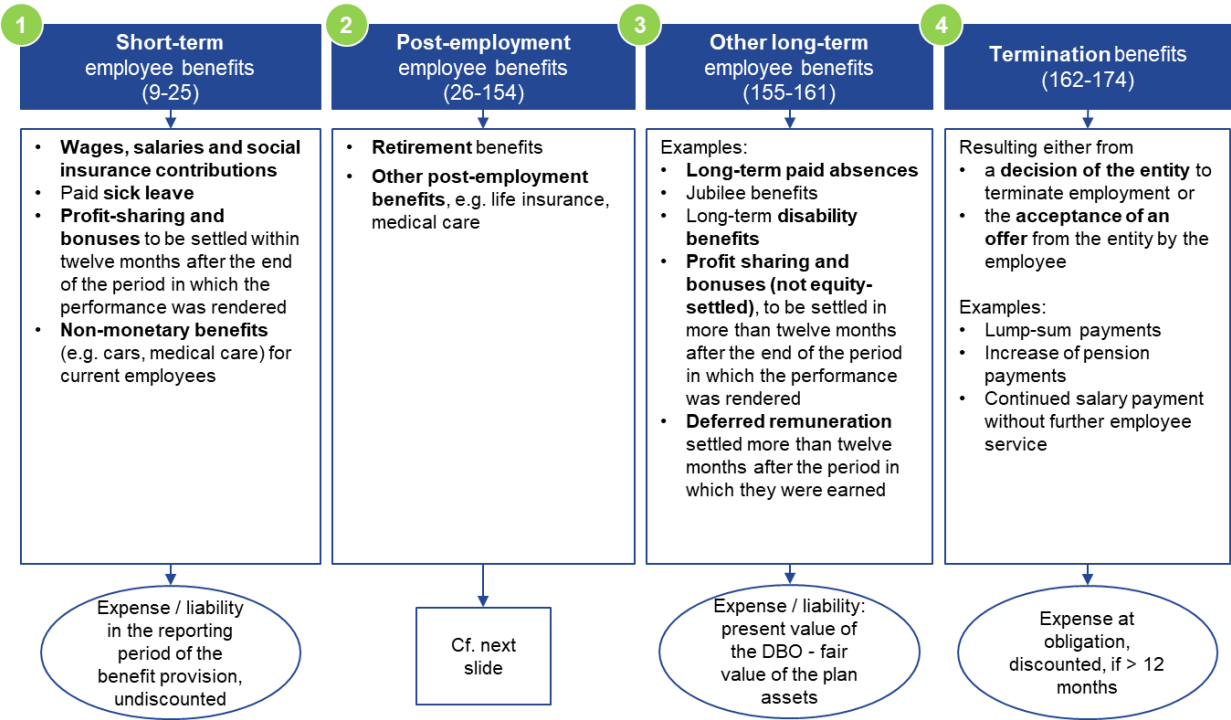 1
Short-term
employee benefits
(9-25)
• Wages, salaries and social
insurance contributions
• Paid sick leave
• Profit-sharing and
bonuses to be settled within
twelve months after the end
of the period in which the
performance was rendered
• Non-monetary benefits
(e.g. cars, medical care) for
current employees
Expense / liability
in the reporting
period of the
benefit provision,
undiscounted
2
Post-employment
employee benefits
(26-154)
• Retirement benefits
• Other post-employment
benefits, e.g. life insurance,
medical care
Cf. next
slide
3
Other long-term
employee benefits
(155-161)
Examples:
• Long-term paid absences
• Jubilee benefits
• Long-term disability
benefits
• Profit sharing and
bonuses (not equity-
settled), to be settled in
more than twelve months
after the end of the period
in which the performance
was rendered
• Deferred remuneration
settled more than twelve
months after the period in
which they were earned
Expense / liability:
present value of
the DBO - fair
value of the plan
assets
4
Termination benefits
(162-174)
Resulting either from
• a decision of the entity to
terminate employment or
• the acceptance of an
offer from the entity by the
employee
Examples:
• Lump-sum payments
• Increase of pension
payments
• Continued salary payment
without further employee
service
Expense at
obligation,
discounted, if > 12
months